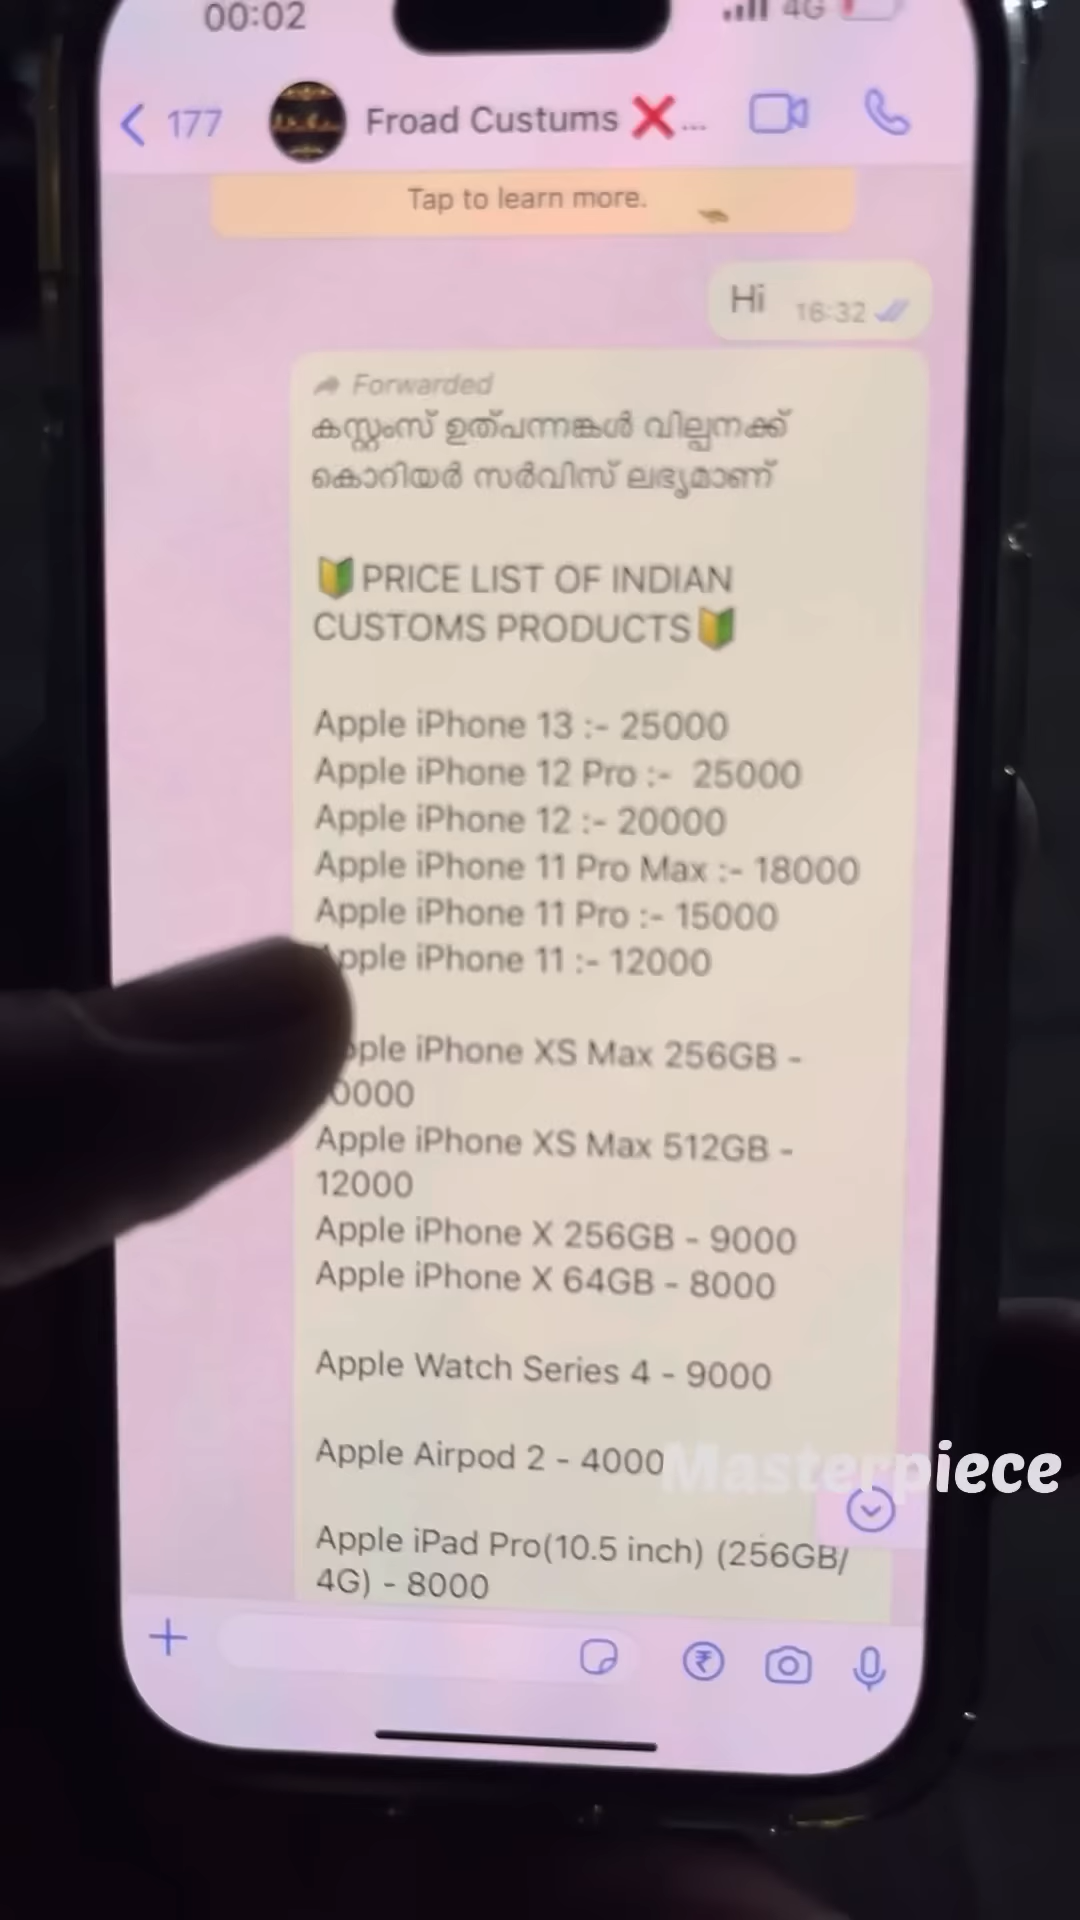 00:02
4G
177
Froad Custums ❌...
Tap to learn more.
Hi 16:32
Forwarded
കസ്റ്റംസ് ഉത്പന്നങ്കൾ വില്പനക്ക്
കൊറിയർ സർവിസ് ലഭ്യമാണ്
🔰PRICE LIST OF INDIAN
CUSTOMS PRODUCTS🔰
Apple iPhone 13 :- 25000
Apple iPhone 12 Pro :-  25000
Apple iPhone 12 :- 20000
Apple iPhone 11 Pro Max :- 18000
Apple iPhone 11 Pro :- 15000
Apple iPhone 11 :- 12000
iPhone XS Max 256GB -
Apple iPhone XS Max 512GB -
12000
Apple iPhone X 256GB - 9000
Apple iPhone X 64GB - 8000
Apple Watch Series 4 - 9000
Apple Airpod 2 - 4000
Masterpiece
Apple iPad Pro(10.5 inch) (256GB/
4G) - 8000
₹